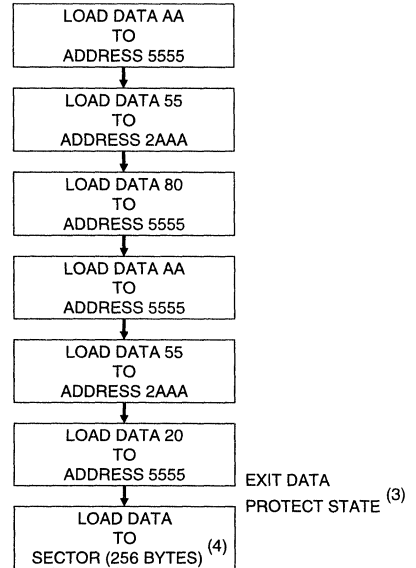 LOAD DATA AA
TO
ADDRESS 5555
LOAD DATA 55
TO
ADDRESS 2AAA
LOAD DATA 80
TO
ADDRESS 5555
LOAD DATA AA
TO
ADDRESS 5555
LOAD DATA 55
TO
ADDRESS 2AAA
LOAD DATA 20
TO
ADDRESS 5555
EXIT DATA
PROTECT STATE (3)
LOAD DATA
TO
SECTOR (256 BYTES) (4)